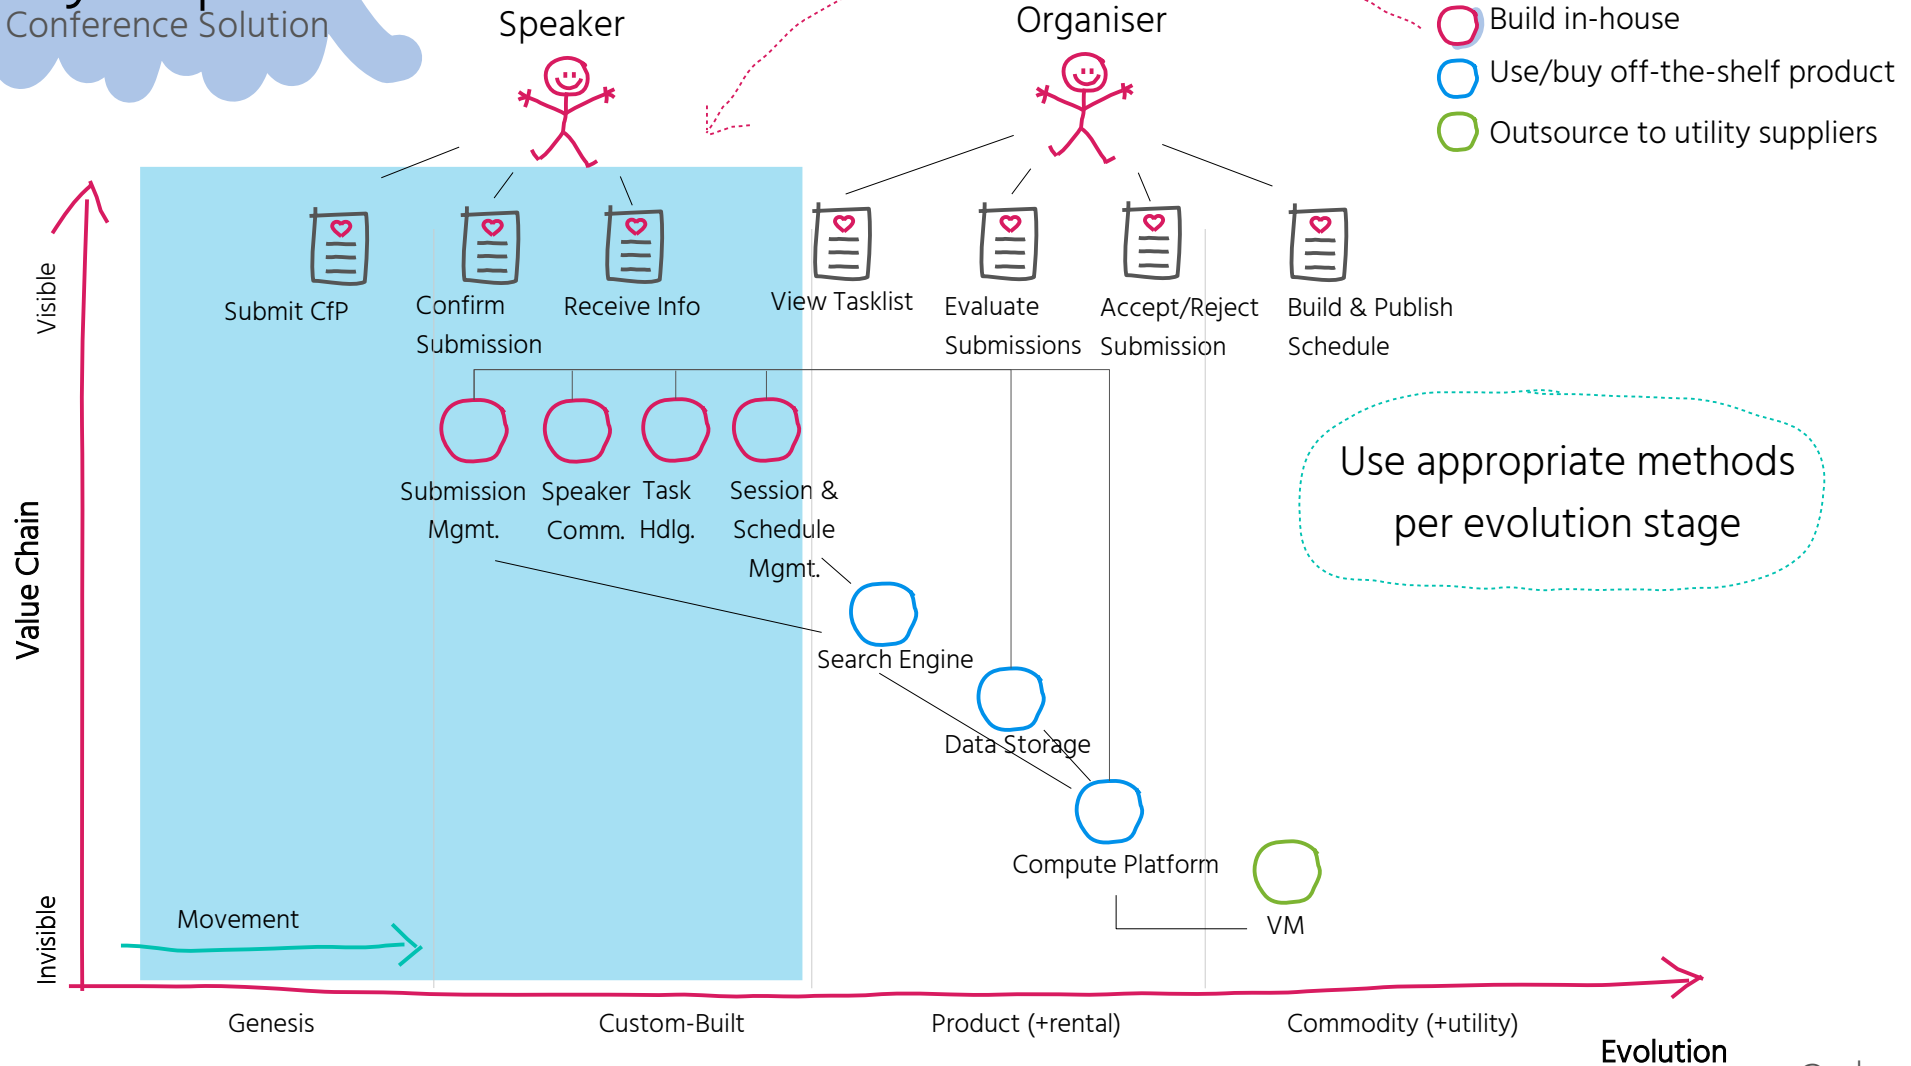 Conference Solution
Speaker
Organiser
Build in-house
Use/buy off-the-shelf product
Outsource to utility suppliers
Submit CfP
Confirm
Submission
Receive Info
View Tasklist
Evaluate
Submissions
Accept/Reject
Submission
Build & Publish
Schedule
Submission
Mgmt.
Speaker
Comm.
Task
Hdlg.
Session &
Schedule
Mgmt.
Use appropriate methods
per evolution stage
Search Engine
Data Storage
Compute Platform
VM
Visible
Value Chain
Invisible
Movement
Genesis
Custom-Built
Product (+rental)
Commodity (+utility)
Evolution